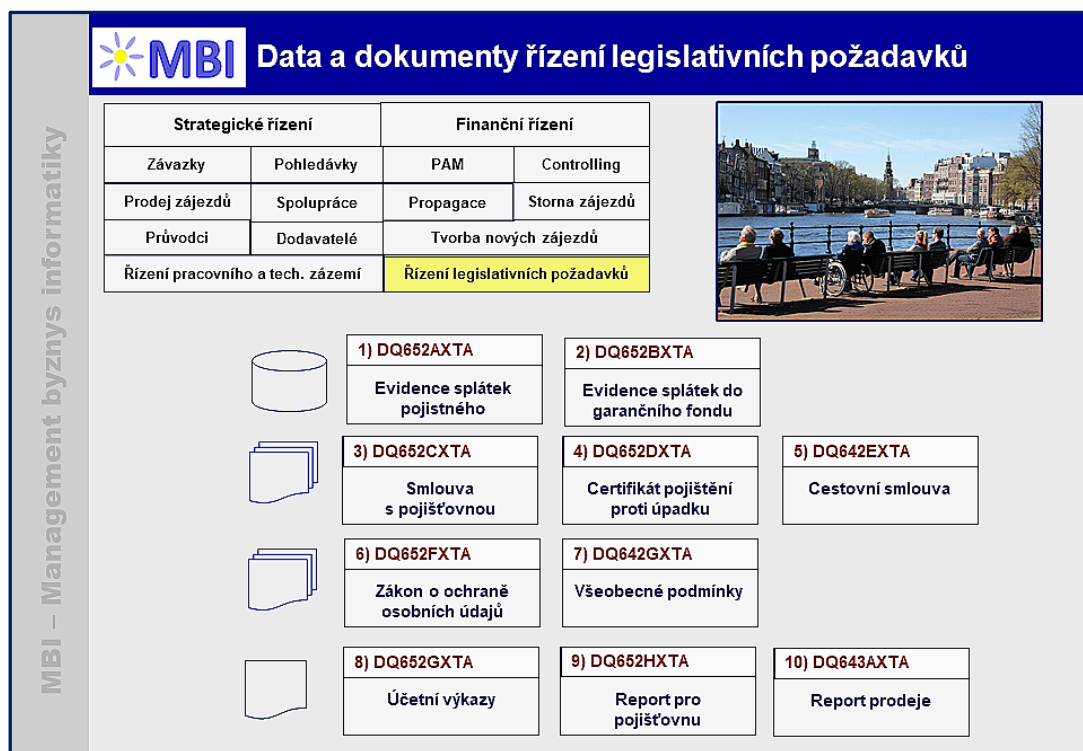 MBI
Data a dokumenty řízení legislativních požadavků
MBI – Management byznys informatiky
Strategické řízení
Finanční řízení
Závazky
Pohledávky
PAM
Controlling
Prodej zájezdů
Spolupráce
Propagace
Storna zájezdů
Průvodci
Dodavatelé
Tvorba nových zájezdů
Řízení pracovního a tech. zázemí
Řízení legislativních požadavků
1) DQ652AXTA
Evidence splátek
pojistného
2) DQ652BXTA
Evidence splátek do
garančního fondu
3) DQ652CXTA
Smlouva
s pojišťovnou
4) DQ652DXTA
Certifikát pojištění
proti úpadku
5) DQ642EXTA
Cestovní smlouva
6) DQ652FXTA
Zákon o ochraně
osobních údajů
7) DQ642GXTA
Všeobecné podmínky
8) DQ652GXTA
Účetní výkazy
9) DQ652HXTA
Report pro
pojišťovnu
10) DQ643AXTA
Report prodeje